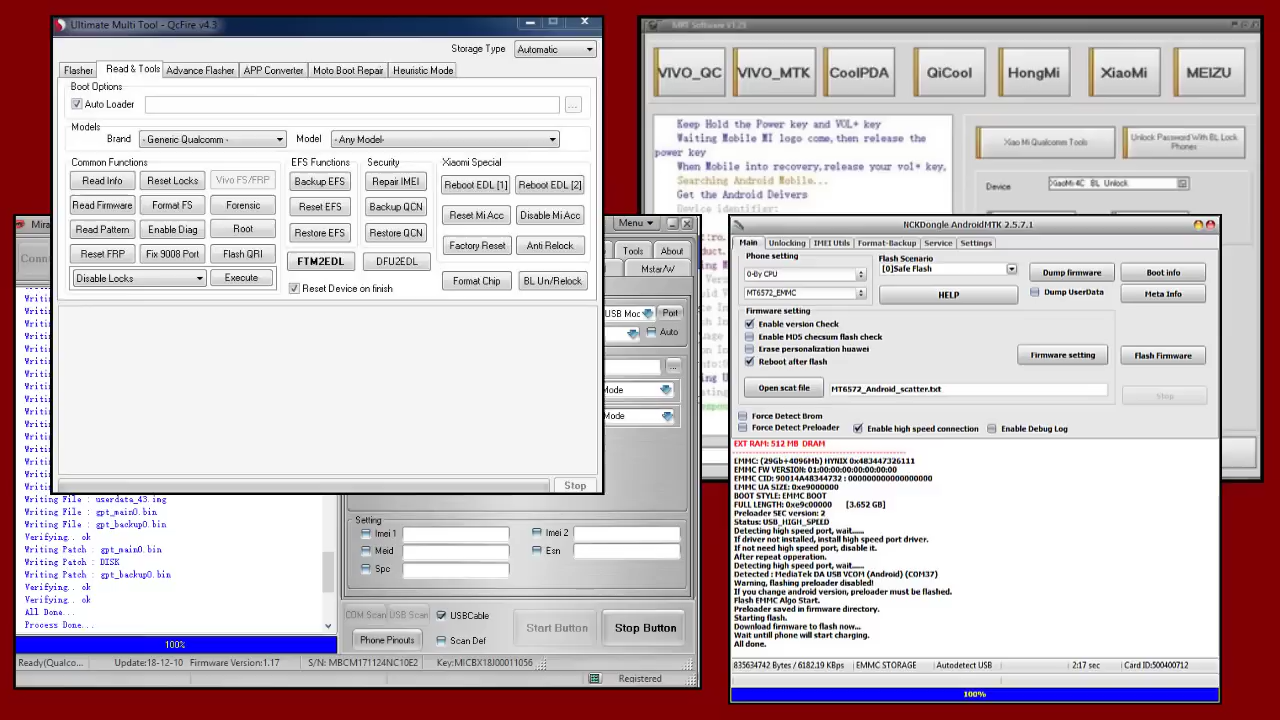 Ultimate Multi Tool - QcFire v4.3
Storage Type Automatic
Flasher Read & Tools Advance Flasher APP Converter Moto Boot Repair Heuristic Mode
Boot Options
Auto Loader ...
Models
Brand - Generic Qualcomm - Model - Any Model-
Common Functions EFS Functions Security Xaomi Special
Read Info Reset Locks Vivo FS/FRP Backup EFS Repair IMEI Reboot EDL [1] Reboot EDL [2]
Read Firmware Format FS Forensic Reset EFS Backup QCN Reset Mi Acc Disable Mi Acc
Read Pattern Enable Diag Root Restore EFS Restore QCN Factory Reset Anti Relock
Reset FRP Fix 9008 Port Flash QRI FTM2EDL DFU2EDL
Disable Locks Execute Reset Device on finish Format Chip BL Un/Relock
Stop
MRT Software V1.25
VIVO_QC VIVO_MTK CoolPDA QiCool HongMi XiaoMi MEIZU
Keep Hold the Power key and VOL+ key
Waiting Mobile MI logo come, then release the
power key
When Mobile into recovery, release your vol+ key,
Searching Android Mobile...
Get the Android Deivers
Device identifier:
Xiao Mi Qualcomm Tools
Unlock Password With BL Lock
Phones
Device XiaoMi 4C BL Unlock
Mira
Menu
Tools About
Mstar/W
USB Moc Port
Auto
...
Mode
Mode
Writing File : userdata_43.img
Writing File : gpt_main0.bin
Writing File : gpt_backup0.bin
Verifying.. ok
Writing Patch : gpt_main0.bin
Writing Patch : DISK
Writing Patch : gpt_backup0.bin
Verifying.. ok
Verifying.. ok
All Done...
Process Done...
100%
Setting
Imei 1 Imei 2
Meid Esn
Spc
COM Scan USB Scan USBCable
Phone Pinouts Scan Def
Start Button Stop Button
Ready(Qualco... Update:18-12-10 Firmware Version:1.17 S/N: MBCM171124NC10E2 Key:MICBX18J00011056
Registered
NCKDongle AndroidMTK 2.5.7.1
Main Unlocking IMEI Utils Format-Backup Service Settings
Phone setting
0-By CPU
MT6572_EMMC
Flash Scenario
[0]Safe Flash
HELP
Dump firmware Boot info
Dump UserData Meta Info
Firmware setting
Enable version Check
Enable MD5 checsum flash check
Erase personalization huawei
Reboot after flash
Firmware setting Flash Firmware
Open scat file MT6572_Android_scatter.txt
Stop
Force Detect Brom
Force Detect Preloader Enable high speed connection Enable Debug Log
EXT RAM: 512 MB DRAM
EMMC: (29Gb+4096Mb) HYNIX 0x483447326111
EMMC FW VERSION: 01:00:00:00:00:00:00:00
EMMC CID: 90014A48344732 : 000000000000000000
EMMC UA SIZE: 0xe9000000
BOOT STYLE: EMMC BOOT
FULL LENGTH: 0xe9c00000 [3.652 GB]
Preloader SEC version: 2
Status: USB_HIGH_SPEED
Detecting high speed port, wait.....
If driver not installed, install high speed port driver.
If not need high speed port, disable it.
After repeat opperation.
Detecting high speed port, wait.....
Detected : MediaTek DA USB VCOM (Android) (COM37)
Warning, flashing preloader disabled!
If you change android version, preloader must be flashed.
Flash EMMC Algo Start.
Preloader saved in firmware directory.
Starting flash.
Download firmware to flash now...
Wait untill phone will start charging.
All done.
835634742 Bytes / 6182.19 KBps EMMC STORAGE Autodetect USB 2:17 sec Card ID:500400712
100%